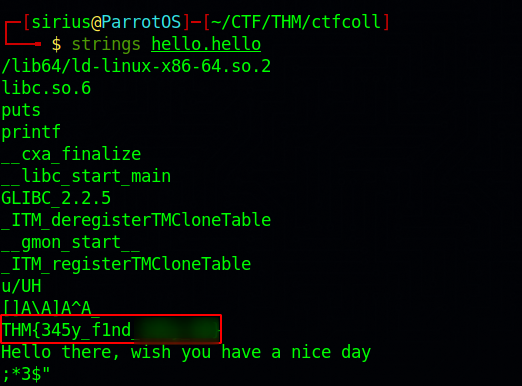 ┌─[sirius@ParrotOS]─[~/CTF/THM/ctfcoll]
└──╼ $ strings hello.hello
/lib64/ld-linux-x86-64.so.2
libc.so.6
puts
printf
__cxa_finalize
__libc_start_main
GLIBC_2.2.5
_ITM_deregisterTMCloneTable
__gmon_start__
_ITM_registerTMCloneTable
u/UH
[]A\A]A^A_
THM{345y_f1nd_
Hello there, wish you have a nice day
;*3$"